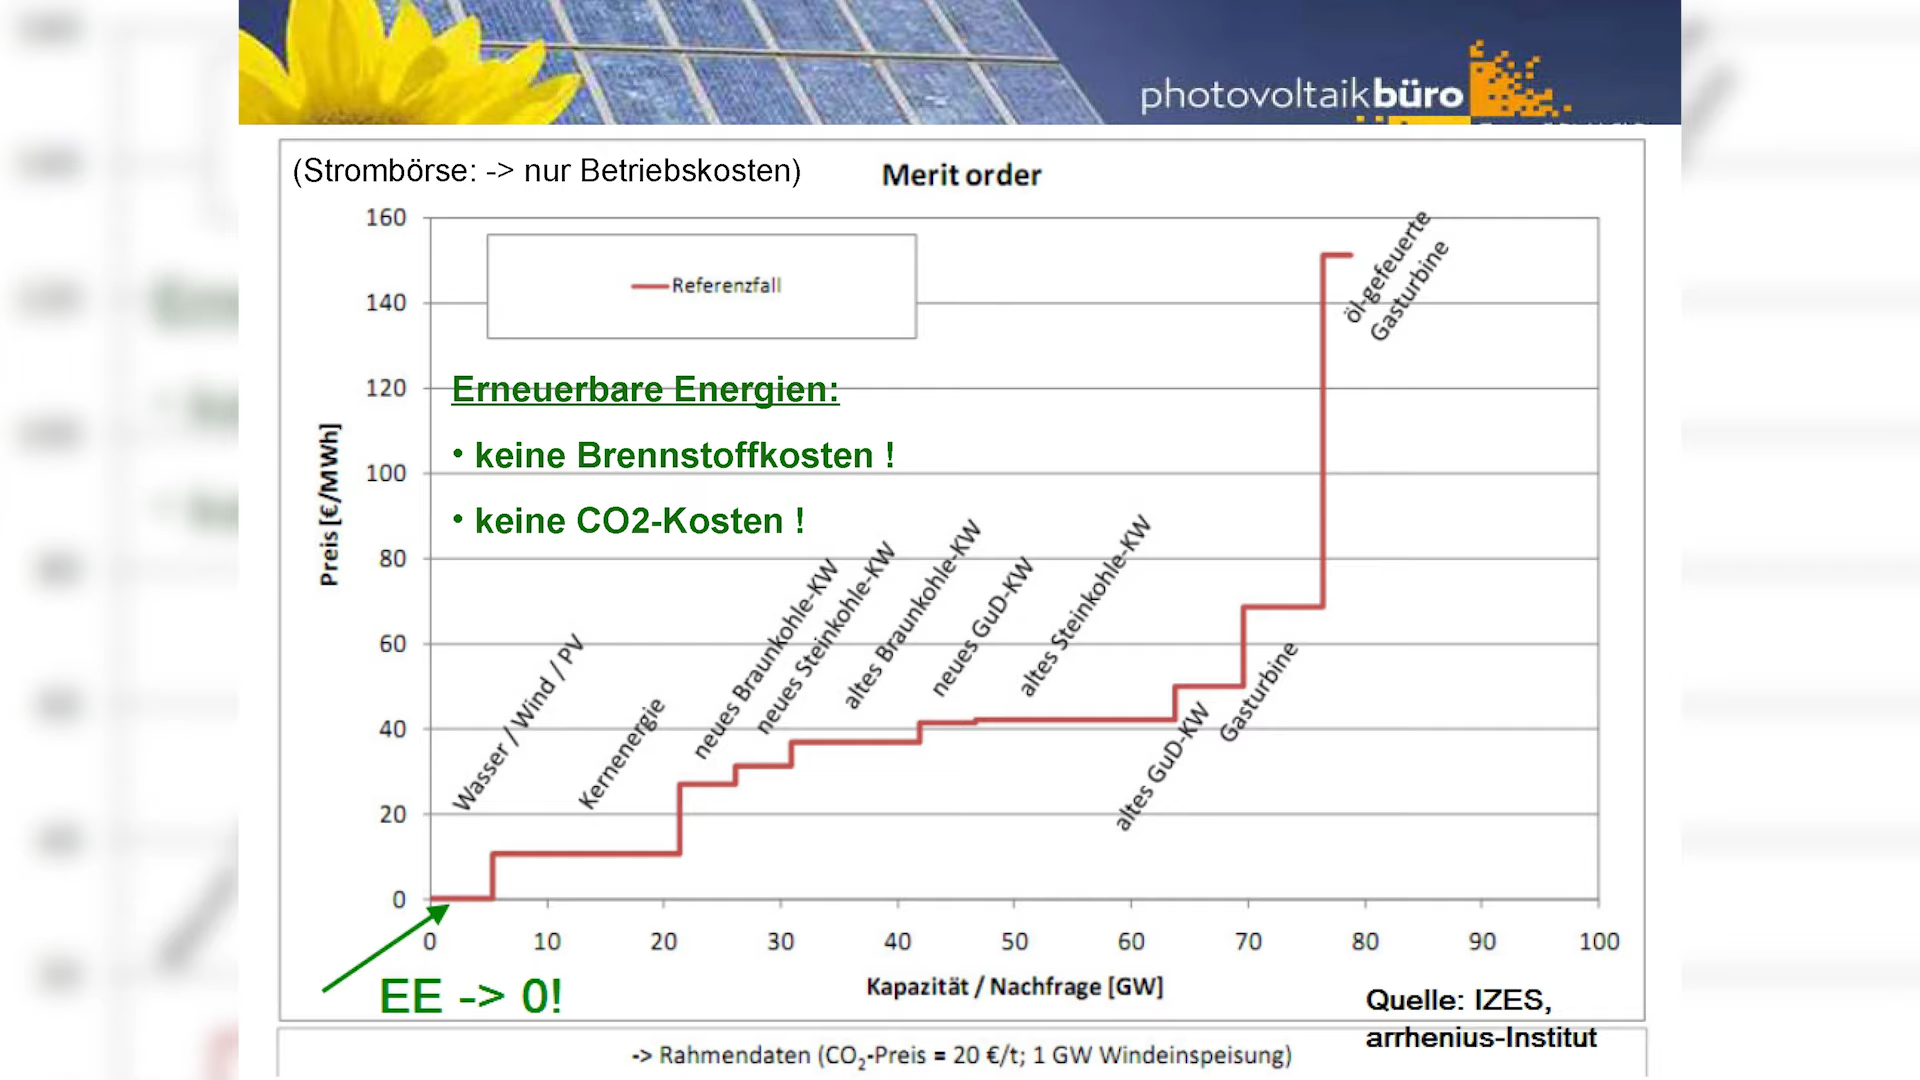 photovoltaikbüro
(Strombörse: -> nur Betriebskosten)
Merit order
160
140
120
100
80
60
40
20
0
Preis [€/MWh]
Referenzfall
Erneuerbare Energien:
• keine Brennstoffkosten !
• keine CO2-Kosten !
Wasser / Wind / PV
Kernenergie
neues Braunkohle-KW
neues Steinkohle-KW
altes Braunkohle-KW
neues GuD-KW
altes Steinkohle-KW
altes GuD-KW
Gasturbine
öl-gefeuerte
Gasturbine
0 10 20 30 40 50 60 70 80 90 100
Kapazität / Nachfrage [GW]
EE -> 0!
Quelle: IZES,
arrhenius-Institut
-> Rahmendaten (CO₂-Preis = 20 €/t; 1 GW Windeinspeisung)